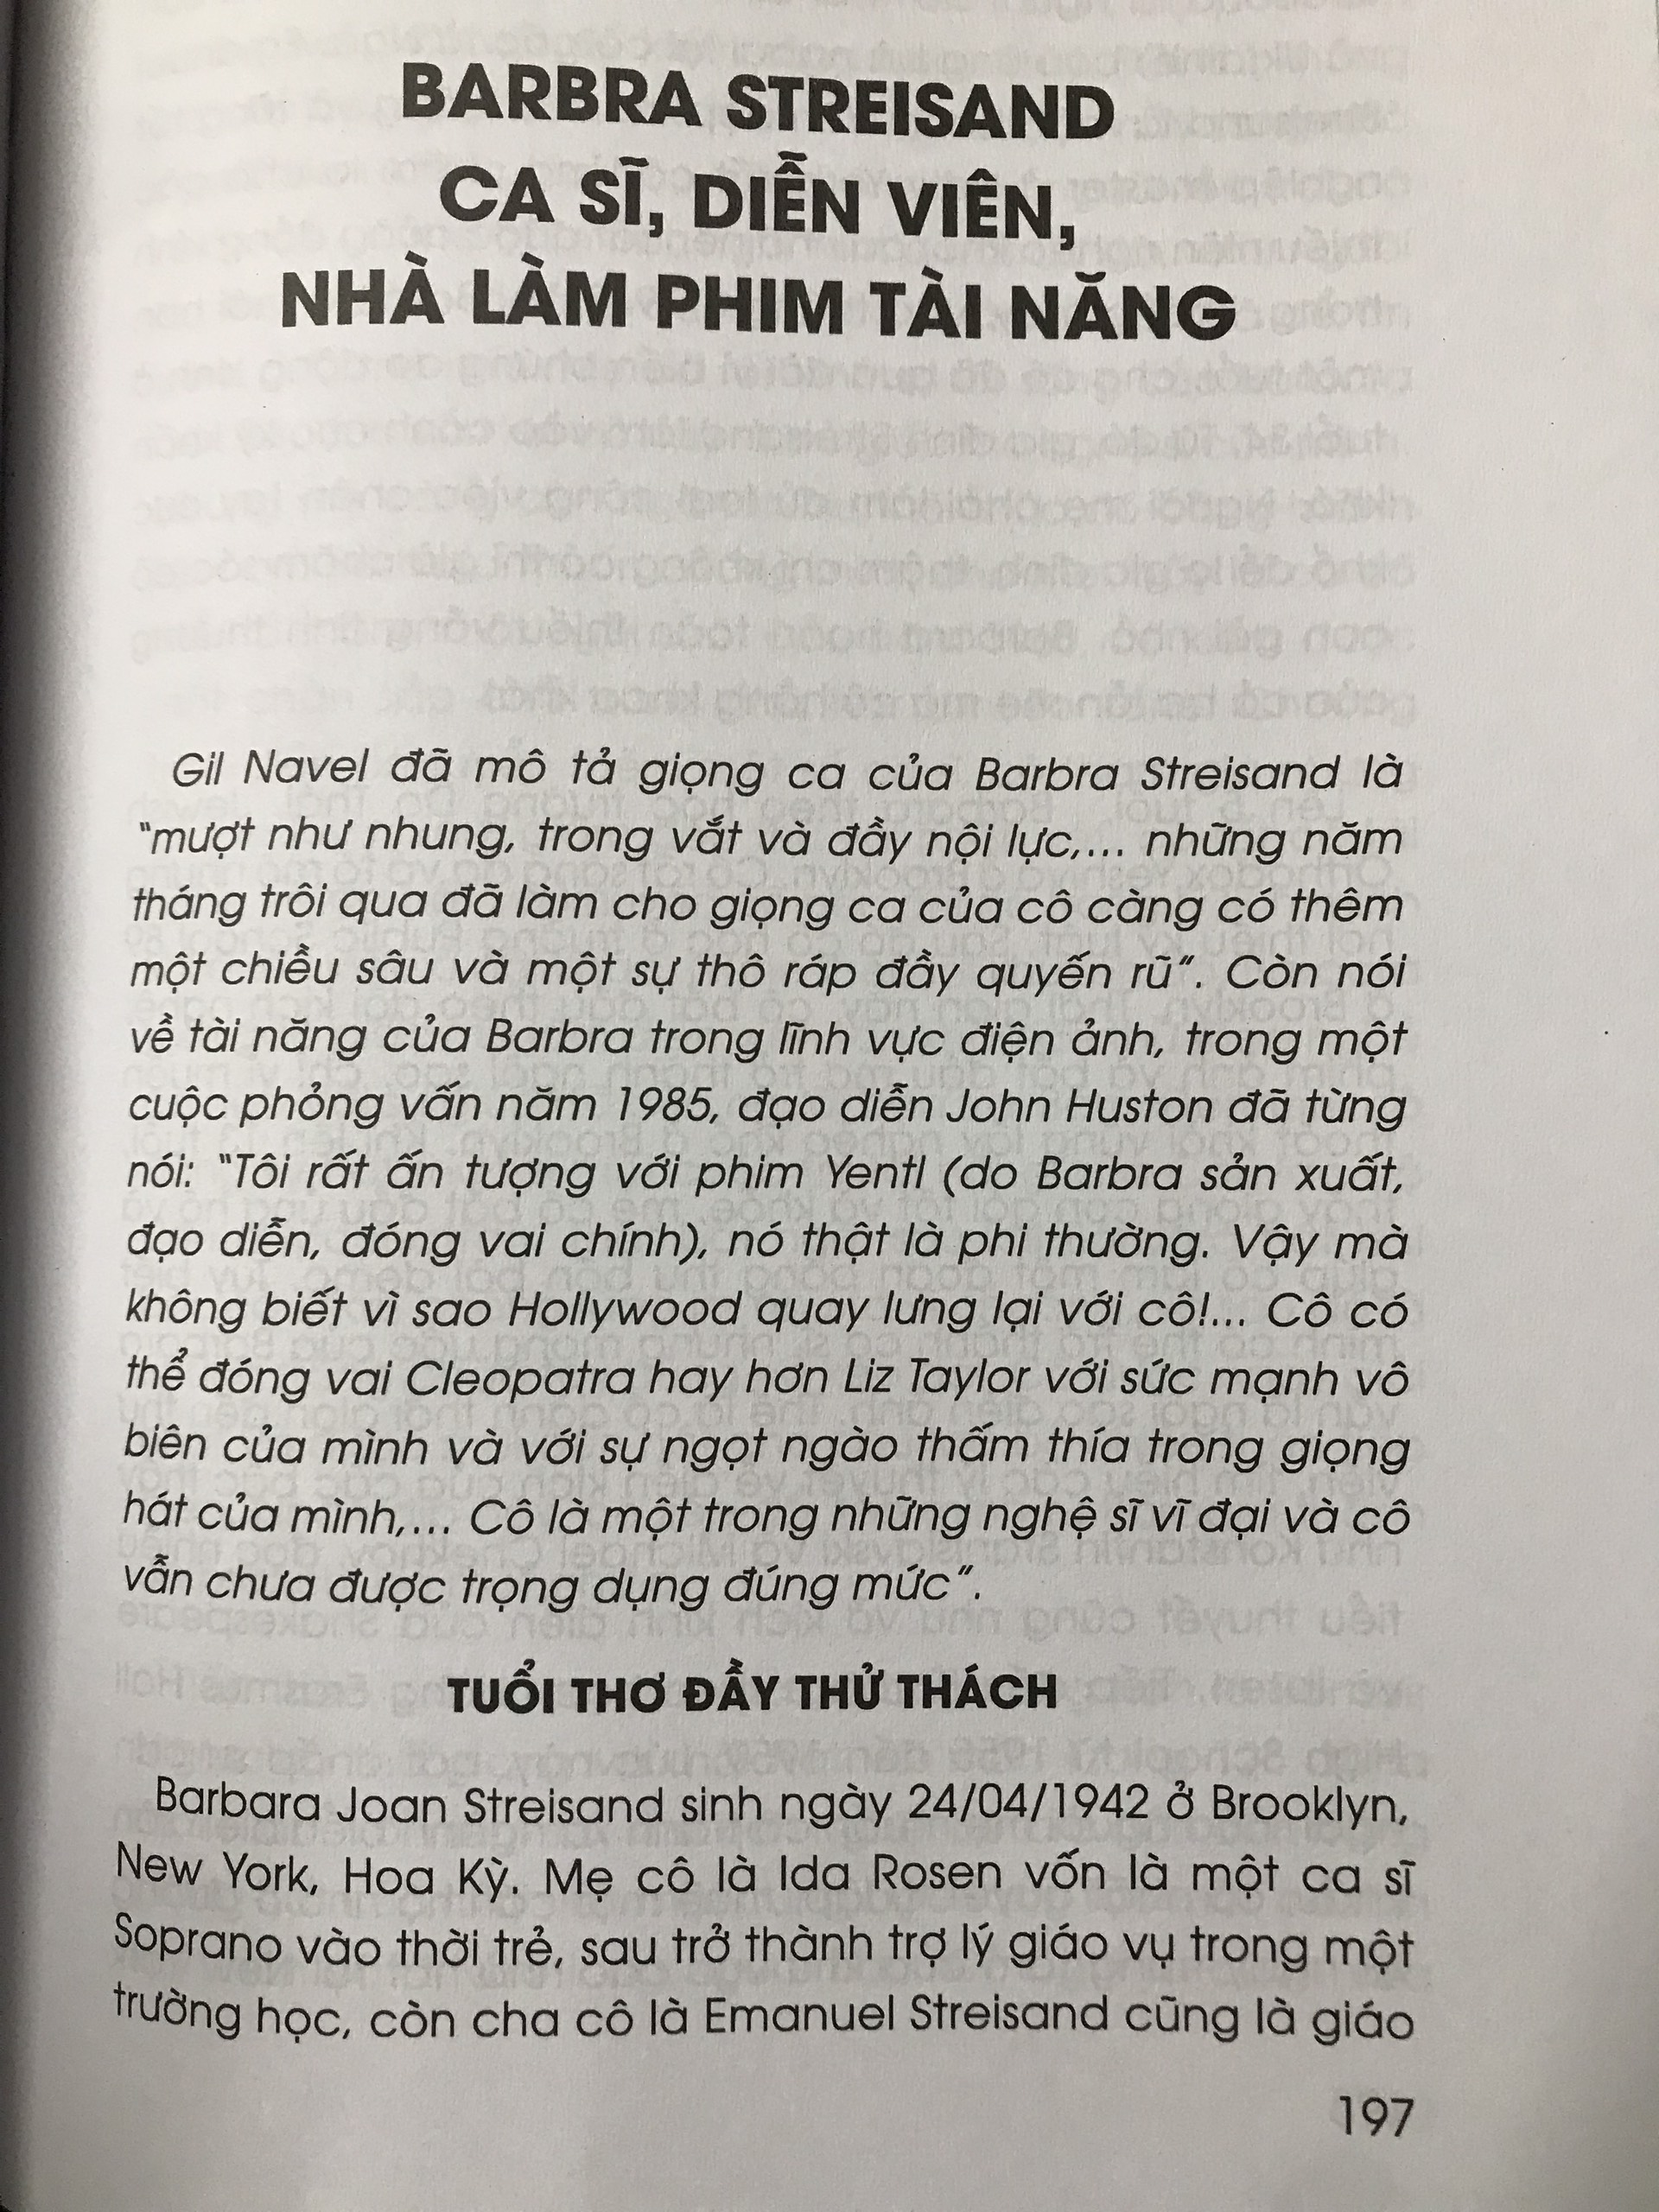 BARBRA STREISAND
CA SĨ, DIỄN VIÊN,
NHÀ LÀM PHIM TÀI NĂNG
Gil Navel đã mô tả giọng ca của Barbra Streisand là
"mượt như nhung, trong vắt và đầy nội lực,... những năm
tháng trôi qua đã làm cho giọng ca của cô càng có thêm
một chiều sâu và một sự thô ráp đầy quyến rũ". Còn nói
về tài năng của Barbra trong lĩnh vực điện ảnh, trong một
cuộc phỏng vấn năm 1985, đạo diễn John Huston đã từng
nói: "Tôi rất ấn tượng với phim Yentl (do Barbra sản xuất,
đạo diễn, đóng vai chính), nó thật là phi thường. Vậy mà
không biết vì sao Hollywood quay lưng lại với cô!... Cô có
thể đóng vai Cleopatra hay hơn Liz Taylor với sức mạnh vô
biên của mình và với sự ngọt ngào thấm thía trong giọng
hát của mình,... Cô là một trong những nghệ sĩ vĩ đại và cô
vẫn chưa được trọng dụng đúng mức".
TUỔI THƠ ĐẦY THỬ THÁCH
Barbara Joan Streisand sinh ngày 24/04/1942 ở Brooklyn,
New York, Hoa Kỳ. Mẹ cô là Ida Rosen vốn là một ca sĩ
Soprano vào thời trẻ, sau trở thành trợ lý giáo vụ trong một
trường học, còn cha cô là Emanuel Streisand cũng là giáo
197